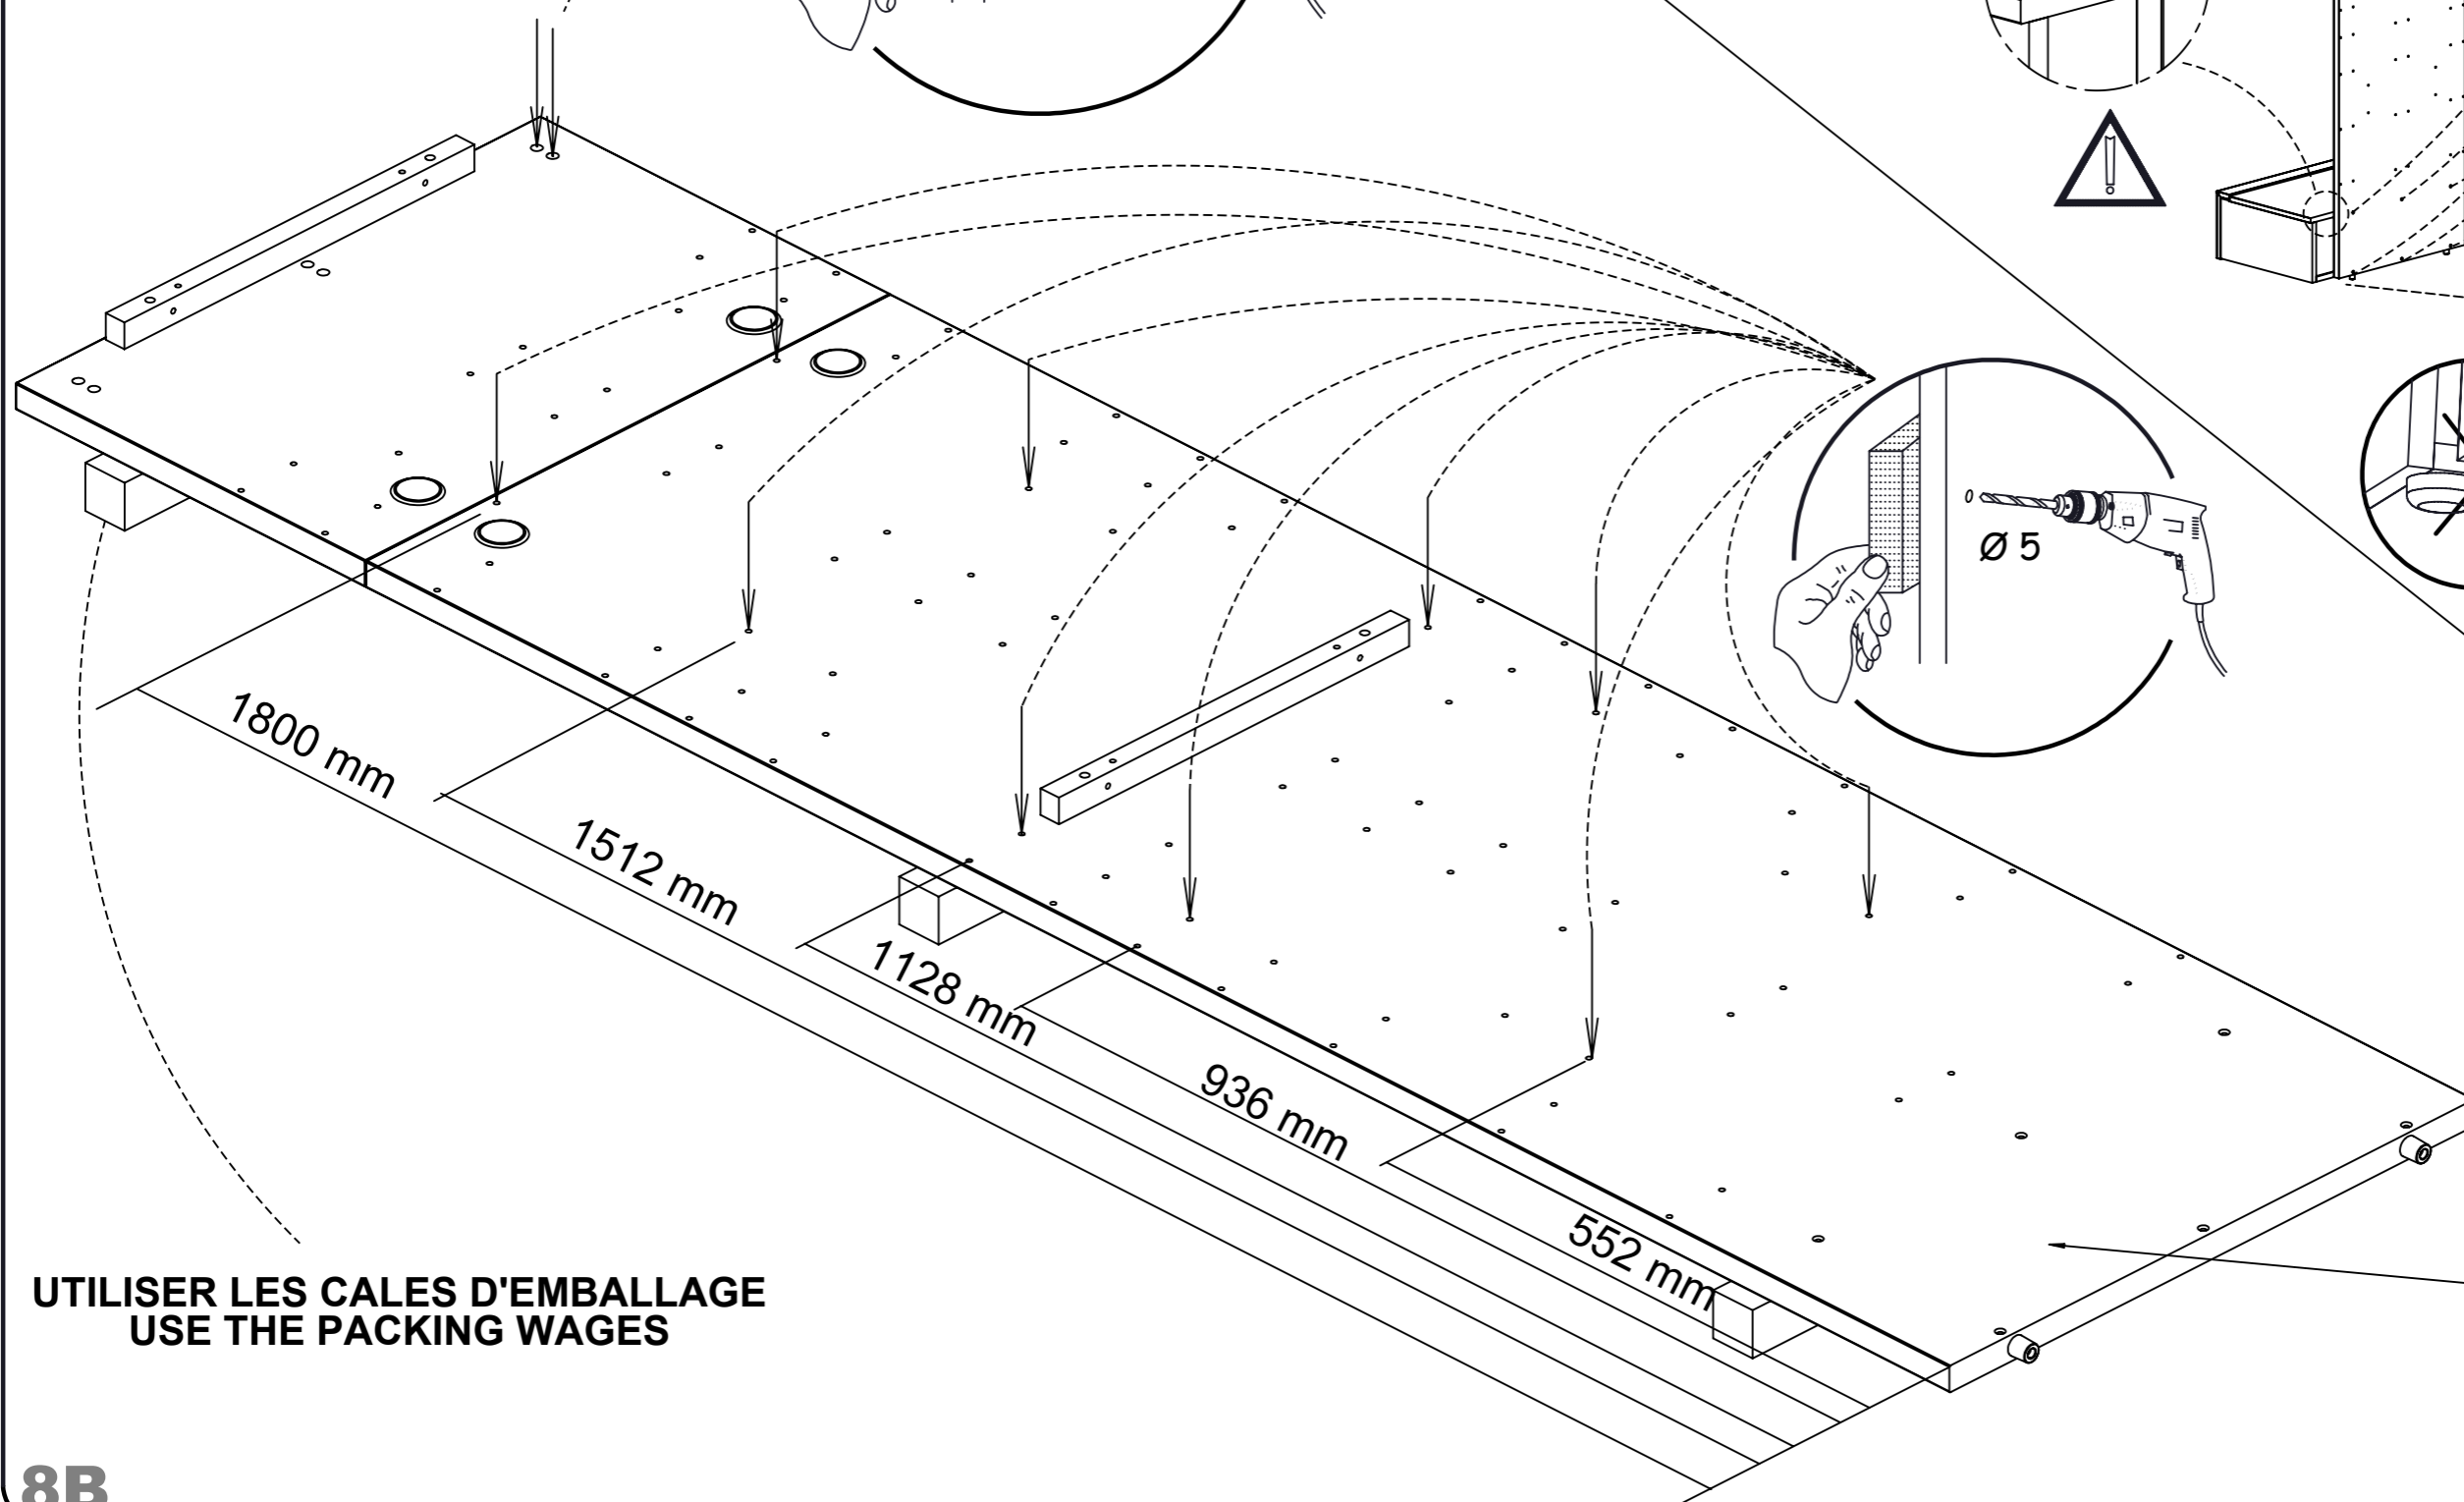 Ø 5
1800 mm
1512 mm
1128 mm
936 mm
552 mm
UTILISER LES CALES D'EMBALLAGE
USE THE PACKING WAGES
8B